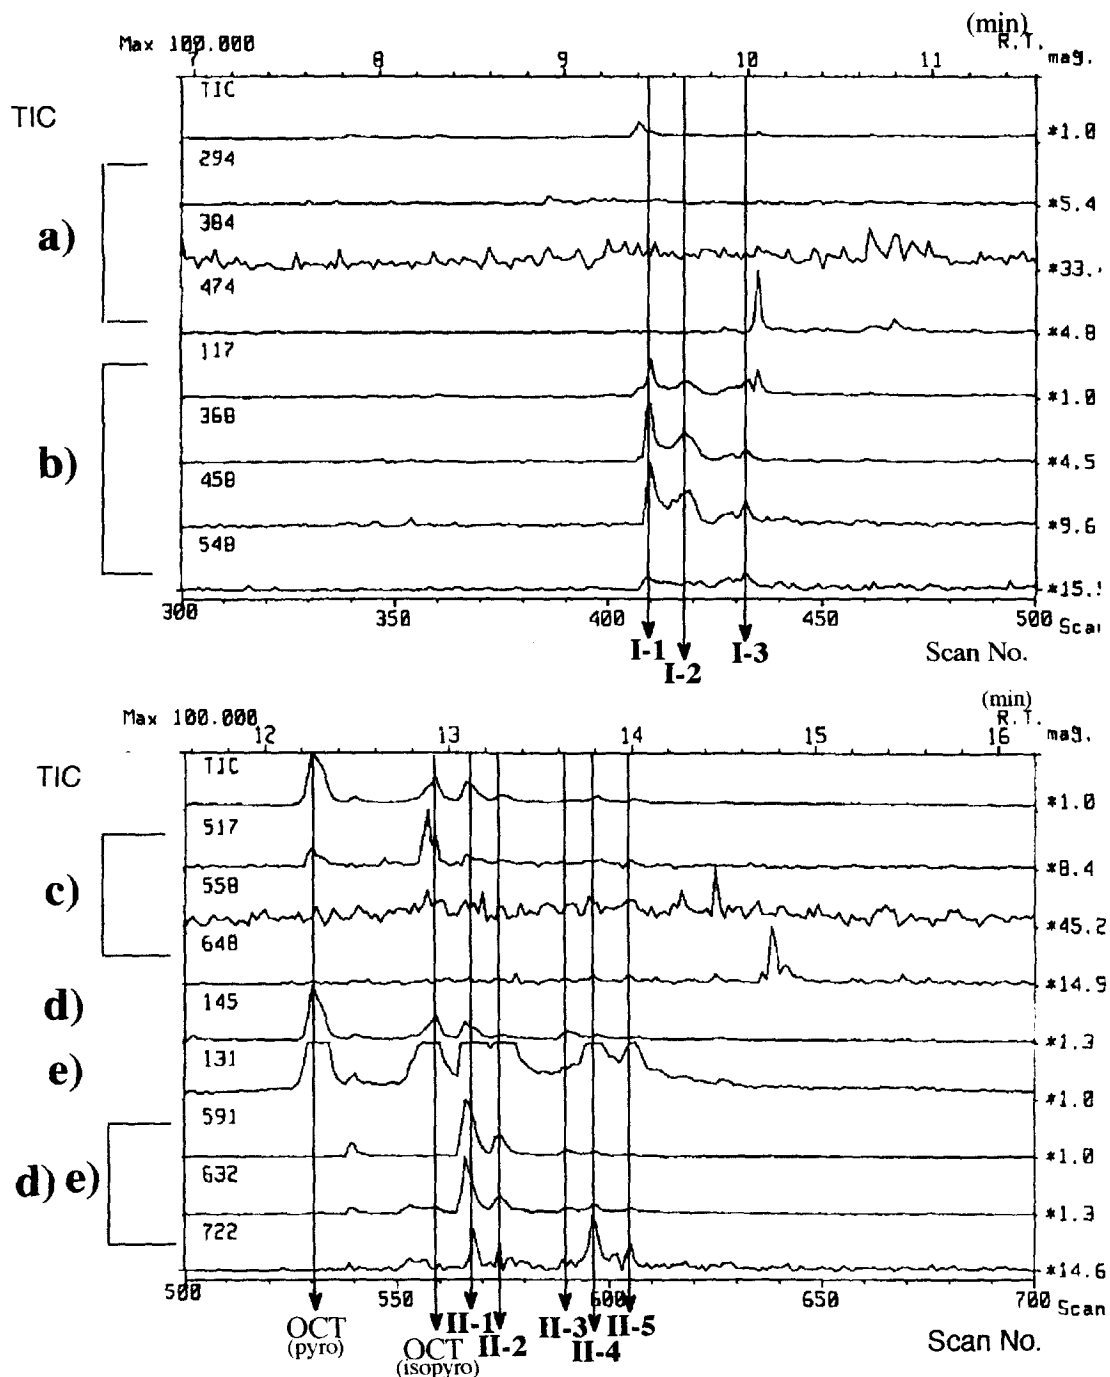 (min)
Max 100.000
7 8 9 10 11 R.T. mag.
TIC
TIC *1.0
a)
294 *5.4
384 *33.
474 *4.8
b)
117 *1.0
368 *4.5
458 *9.6
548 *15.
300 350 400 450 500 Scan
I-1 I-2 I-3 Scan No.
(min)
Max 100.000
12 13 14 15 16 R.T. mag.
TIC
TIC *1.0
c)
517 *8.4
558 *45.2
648 *14.9
d)
145 *1.3
e)
131 *1.0
d) e)
591 *1.0
632 *1.3
722 *14.6
500 550 600 650 700 Scan
OCT (pyro) OCT (isopyro) II-1 II-2 II-3 II-4 II-5 Scan No.